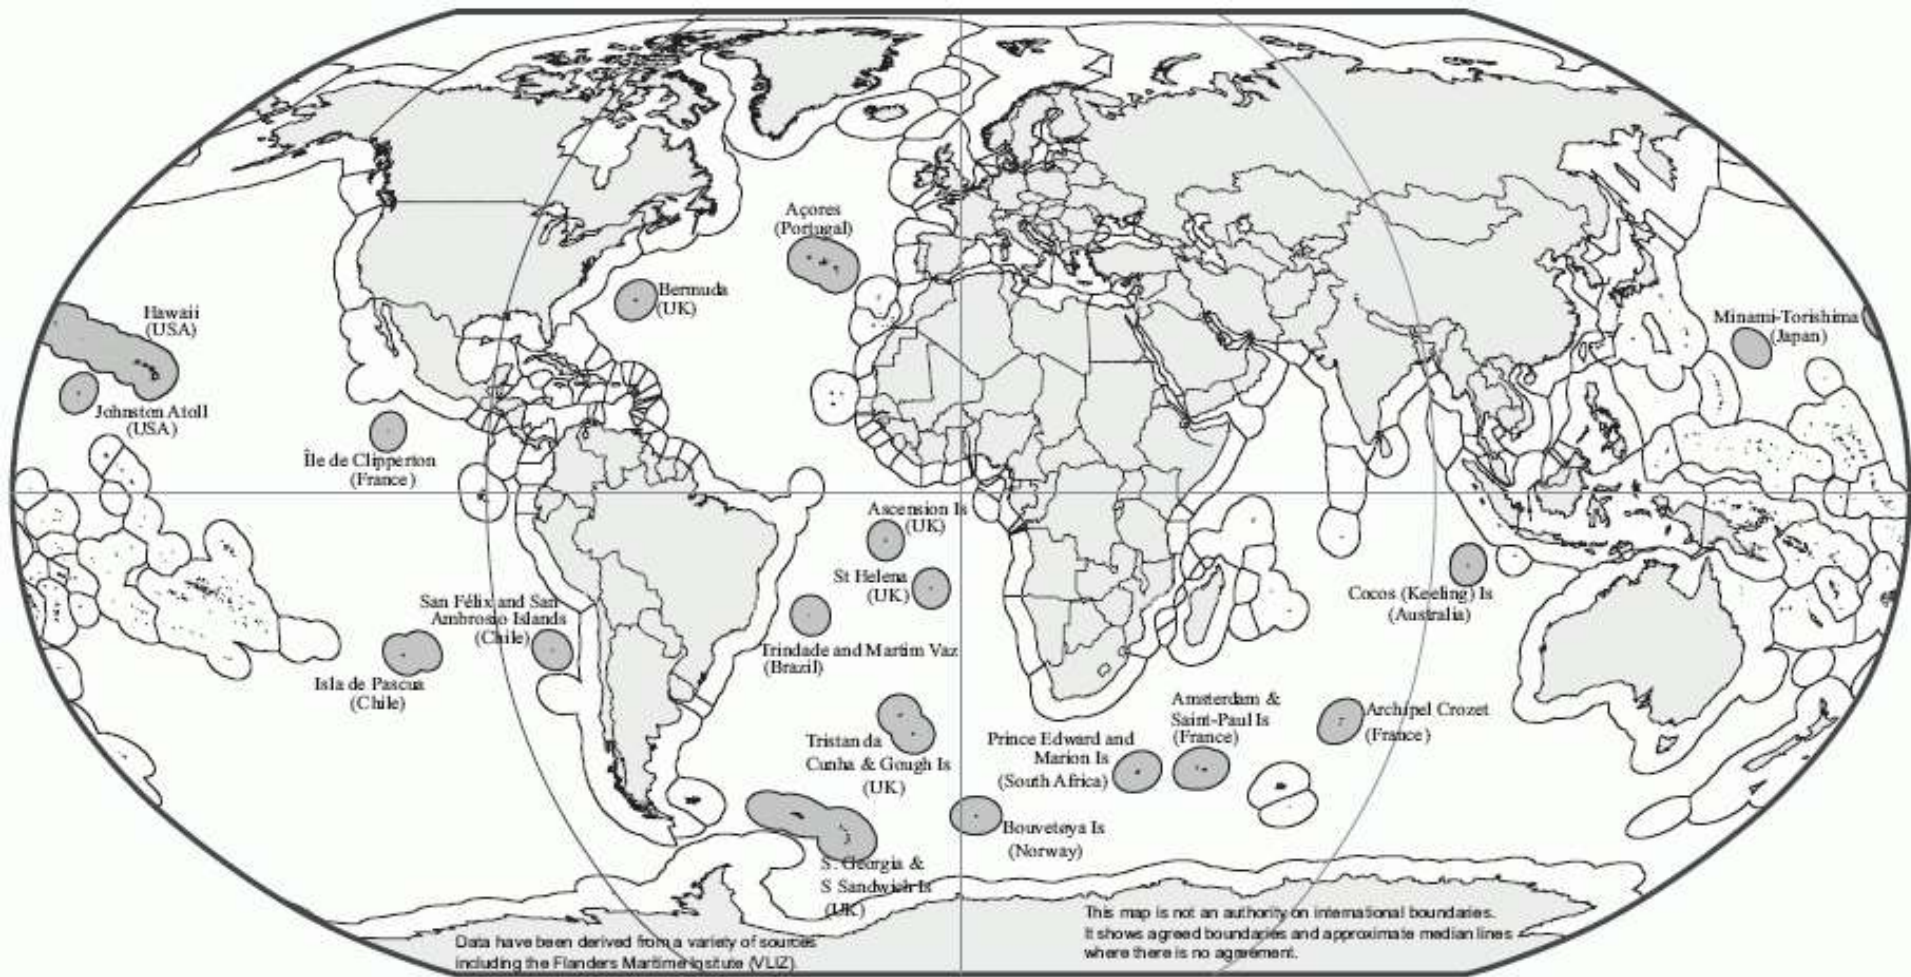 Açores
(Portugal)
Bermuda
(UK)
Hawaii
(USA)
Johnston Atoll
(USA)
Minami-Torishima
(Japan)
Île de Clipperton
(France)
Ascension Is
(UK)
St Helena
(UK)
Cocos (Keeling) Is
(Australia)
San Félix and San
Ambrosio Islands
(Chile)
Trindade and Martim Vaz
(Brazil)
Isla de Pascua
(Chile)
Tristan da
Cunha & Gough Is
(UK)
Prince Edward and
Marion Is
(South Africa)
Amsterdam &
Saint-Paul Is
(France)
Archipel Crozet
(France)
Bouvetøya Is
(Norway)
S. Georgia &
S Sandwich Is
(UK)
Data have been derived from a variety of sources
including the Flanders Maritime Iqsitute (VLIZ).
This map is not an authority on international boundaries.
It shows agreed boundaries and approximate median lines
where there is no agreement.